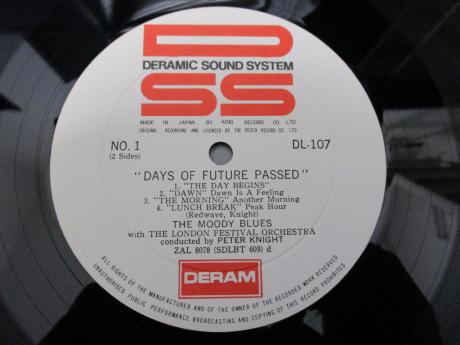 DSS
DERAMIC SOUND SYSTEM
MADE IN JAPAN BY KING RECORD CO. LTD.
ORIGINAL RECORDING AND LICENSED BY THE DECCA RECORD CO. LTD.
NO. 1
(2 Sides)
DL-107
"DAYS OF FUTURE PASSED"
1. "THE DAY BEGINS"
2. "DAWN" Dawn Is A Feeling
3. "THE MORNING" Another Morning
4. "LUNCH BREAK" Peak Hour
(Redwave, Knight)
THE MOODY BLUES
with THE LONDON FESTIVAL ORCHESTRA
conducted by PETER KNIGHT
ZAL 8078 (SDLBT 609) d
DERAM
ALL RIGHTS OF THE MANUFACTURER AND OF THE OWNER OF THE RECORDED WORK RESERVED
UNAUTHORISED PUBLIC PERFORMANCE BROADCASTING AND COPYING OF THIS RECORD PROHIBITED